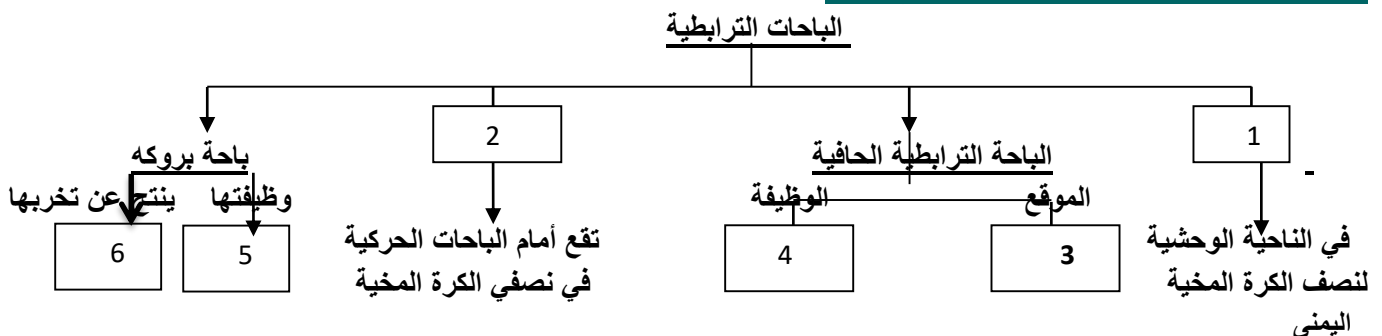 الباحات الترابطية
1
2
الباحة الترابطية الحافية
باحة بروكه
الموقع
الوظيفة
وظيفتها
ينتج عن تخربها
في الناحية الوحشية
لنصف الكرة المخية
اليمنى
3
4
تقع أمام الباحات الحركية
في نصفي الكرة المخية
5
6